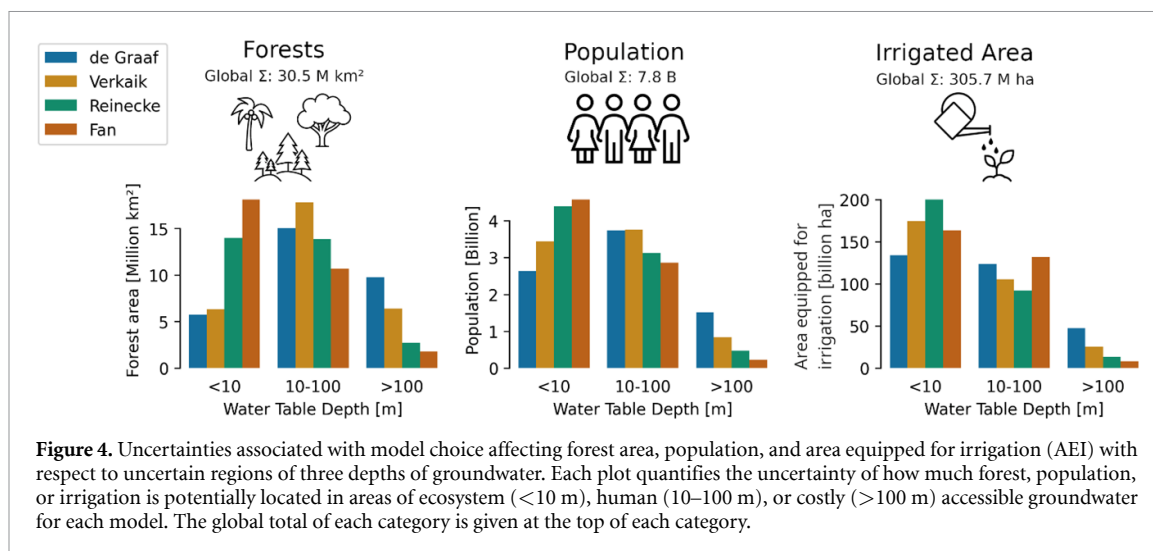 de Graaf
Verkaik
Reinecke
Fan
Forests
Global Σ: 30.5 M km²
Population
Global Σ: 7.8 B
Irrigated Area
Global Σ: 305.7 M ha
Forest area [Million km²]
15
10
5
0
<10 10-100 >100
Water Table Depth [m]
Population [Billion]
4
3
2
1
0
<10 10-100 >100
Water Table Depth [m]
Area equipped for
irrigation [billion ha]
200
150
100
50
0
<10 10-100 >100
Water Table Depth [m]
Figure 4. Uncertainties associated with model choice affecting forest area, population, and area equipped for irrigation (AEI) with
respect to uncertain regions of three depths of groundwater. Each plot quantifies the uncertainty of how much forest, population,
or irrigation is potentially located in areas of ecosystem (<10 m), human (10–100 m), or costly (>100 m) accessible groundwater
for each model. The global total of each category is given at the top of each category.